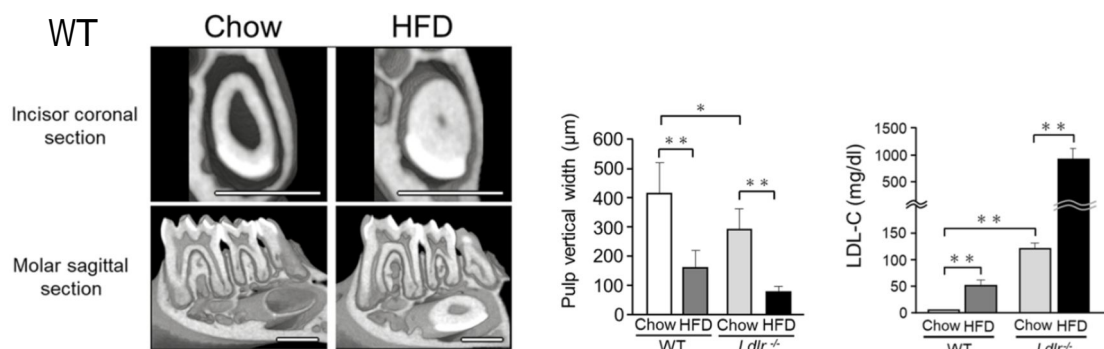 WT
Chow HFD
Incisor coronal
section
Molar sagittal
section
Pulp vertical width (μm)
600
500
400
300
200
100
0
*
**
**
Chow HFD Chow HFD
WT Ldlr-/-
LDL-C (mg/dl)
1500
1000
500
150
100
50
0
**
**
**
Chow HFD Chow HFD
WT Ldlr-/-